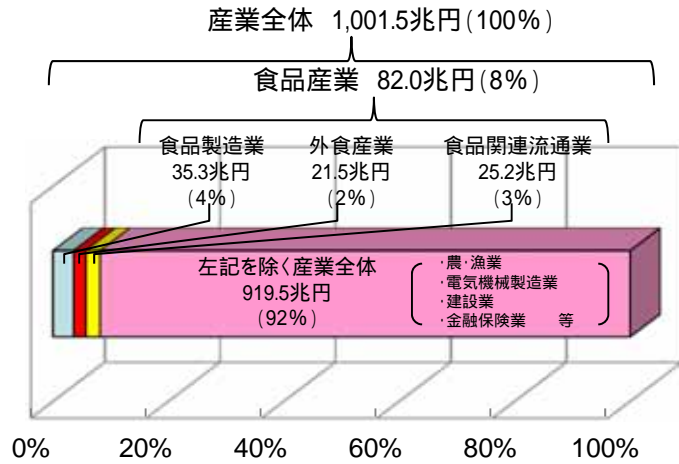 産業全体 1,001.5兆円(100%)
食品産業 82.0兆円(8%)
食品製造業
35.3兆円
(4%)
外食産業
21.5兆円
(2%)
食品関連流通業
25.2兆円
(3%)
左記を除く産業全体
919.5兆円
(92%)
・農・漁業
・電気機械製造業
・建設業
・金融保険業 等
0% 20% 40% 60% 80% 100%